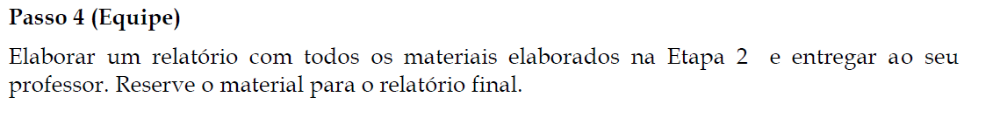 Passo 4 (Equipe)
Elaborar um relatório com todos os materiais elaborados na Etapa 2  e entregar ao seu
professor. Reserve o material para o relatório final.